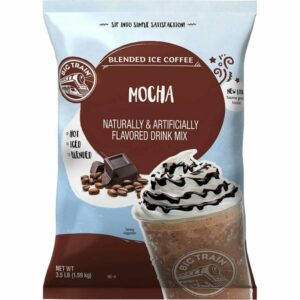 SIP INTO SIMPLE SATISFACTION!
BLENDED ICE COFFEE
BIG TRAIN
MOCHA
NEW LOOK
NATURALLY & ARTIFICIALLY
FLAVORED DRINK MIX
HOT
ICED
BLENDED
BIG TRAIN
NET WT
3.5 LB (1.59 kg)